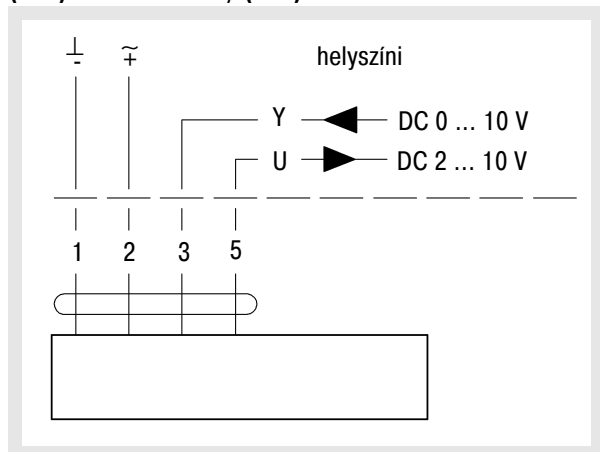 ⊥ ~
- + helyszíni
Y DC 0 ... 10 V
U DC 2 ... 10 V
1 2 3 5